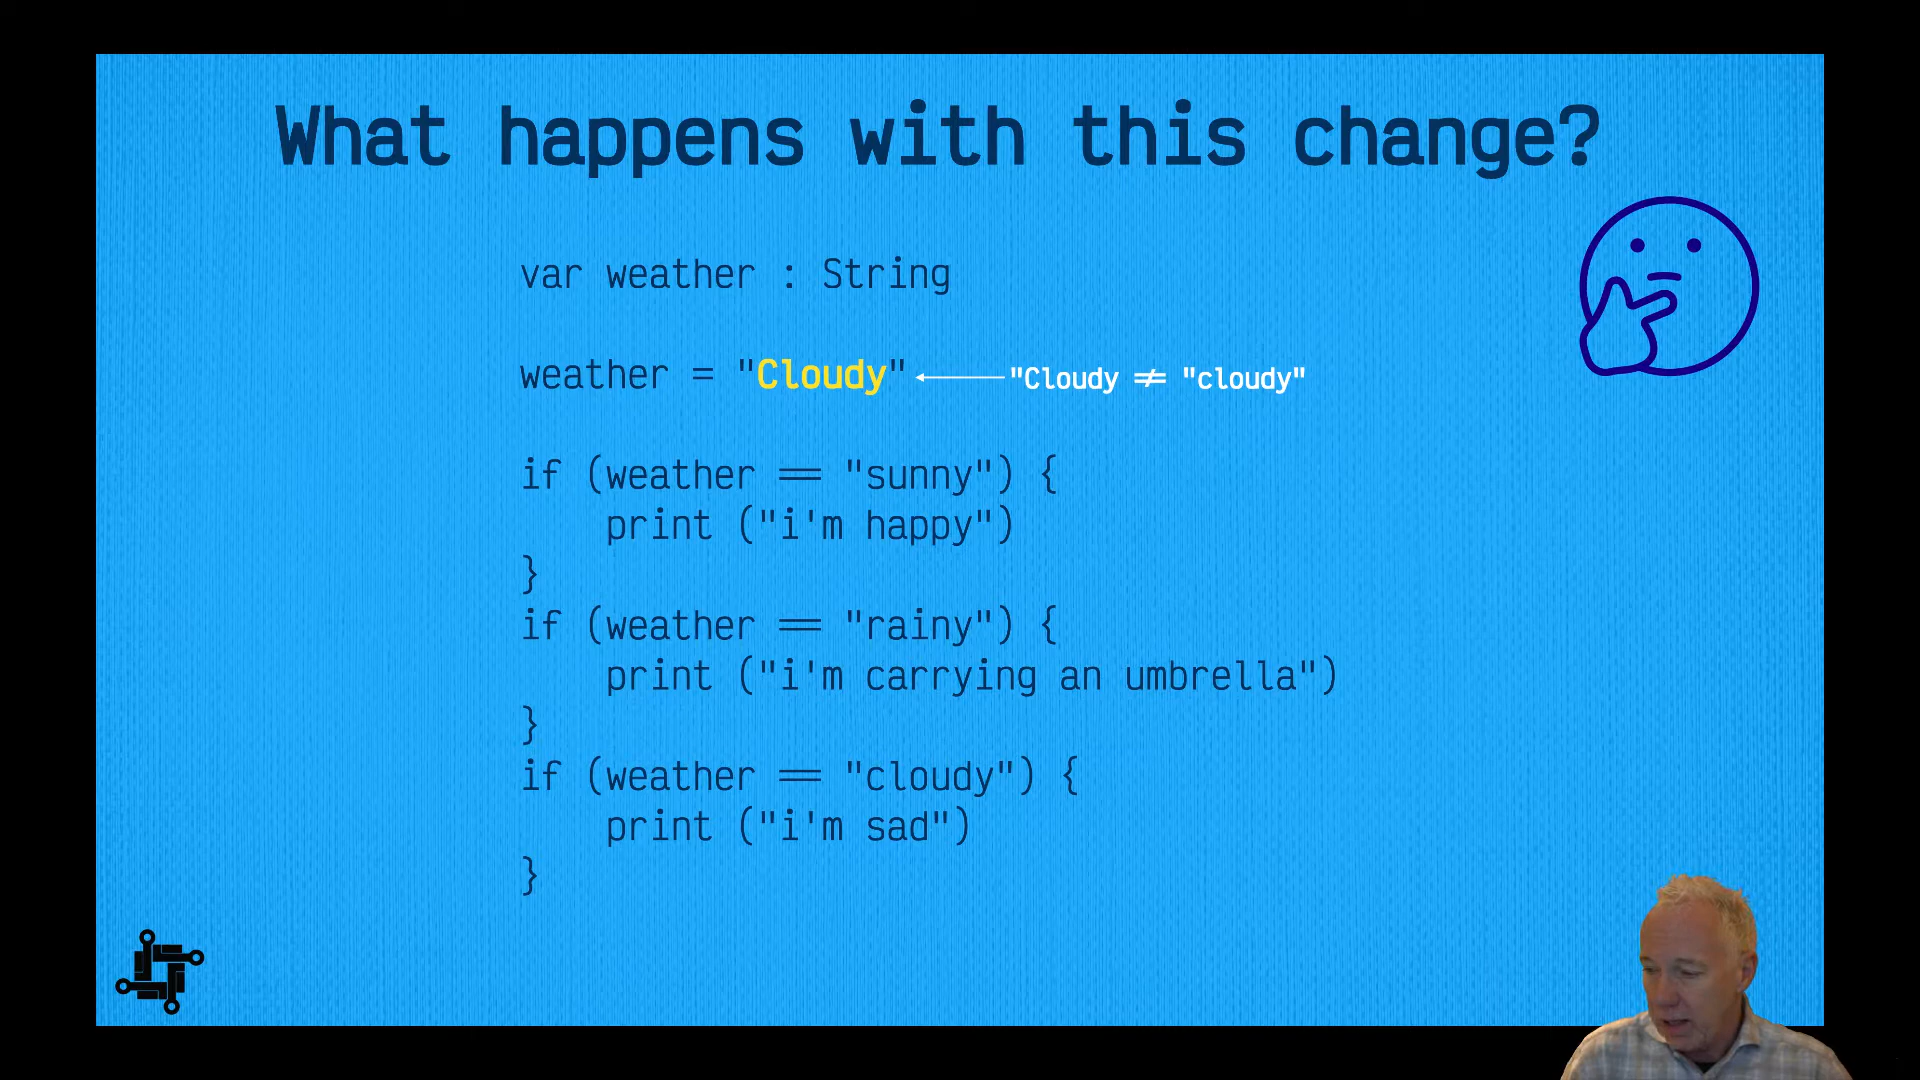 What happens with this change?
var weather : String
weather = "Cloudy" "Cloudy ≠ "cloudy"
if (weather == "sunny") {
print ("i'm happy")
}
if (weather == "rainy") {
print ("i'm carrying an umbrella")
}
if (weather == "cloudy") {
print ("i'm sad")
}